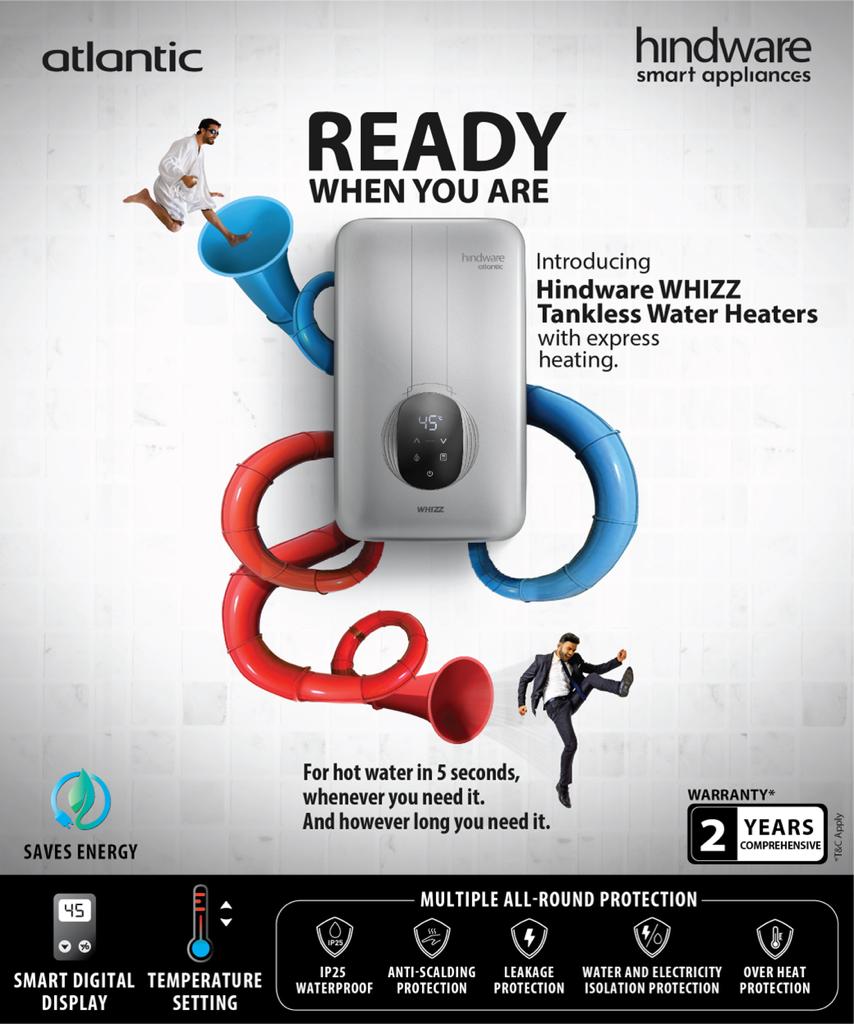 atlantic
hindware
smart appliances
READY
WHEN YOU ARE
hindware
atlantic
Introducing
Hindware WHIZZ
Tankless Water Heaters
with express
heating.
45°C
WHIZZ
For hot water in 5 seconds,
whenever you need it.
And however long you need it.
SAVES ENERGY
WARRANTY*
2 YEARS
COMPREHENSIVE
*T&C Apply
45
SMART DIGITAL
DISPLAY
TEMPERATURE
SETTING
MULTIPLE ALL-ROUND PROTECTION
IP25
IP25
WATERPROOF
ANTI-SCALDING
PROTECTION
LEAKAGE
PROTECTION
WATER AND ELECTRICITY
ISOLATION PROTECTION
OVER HEAT
PROTECTION